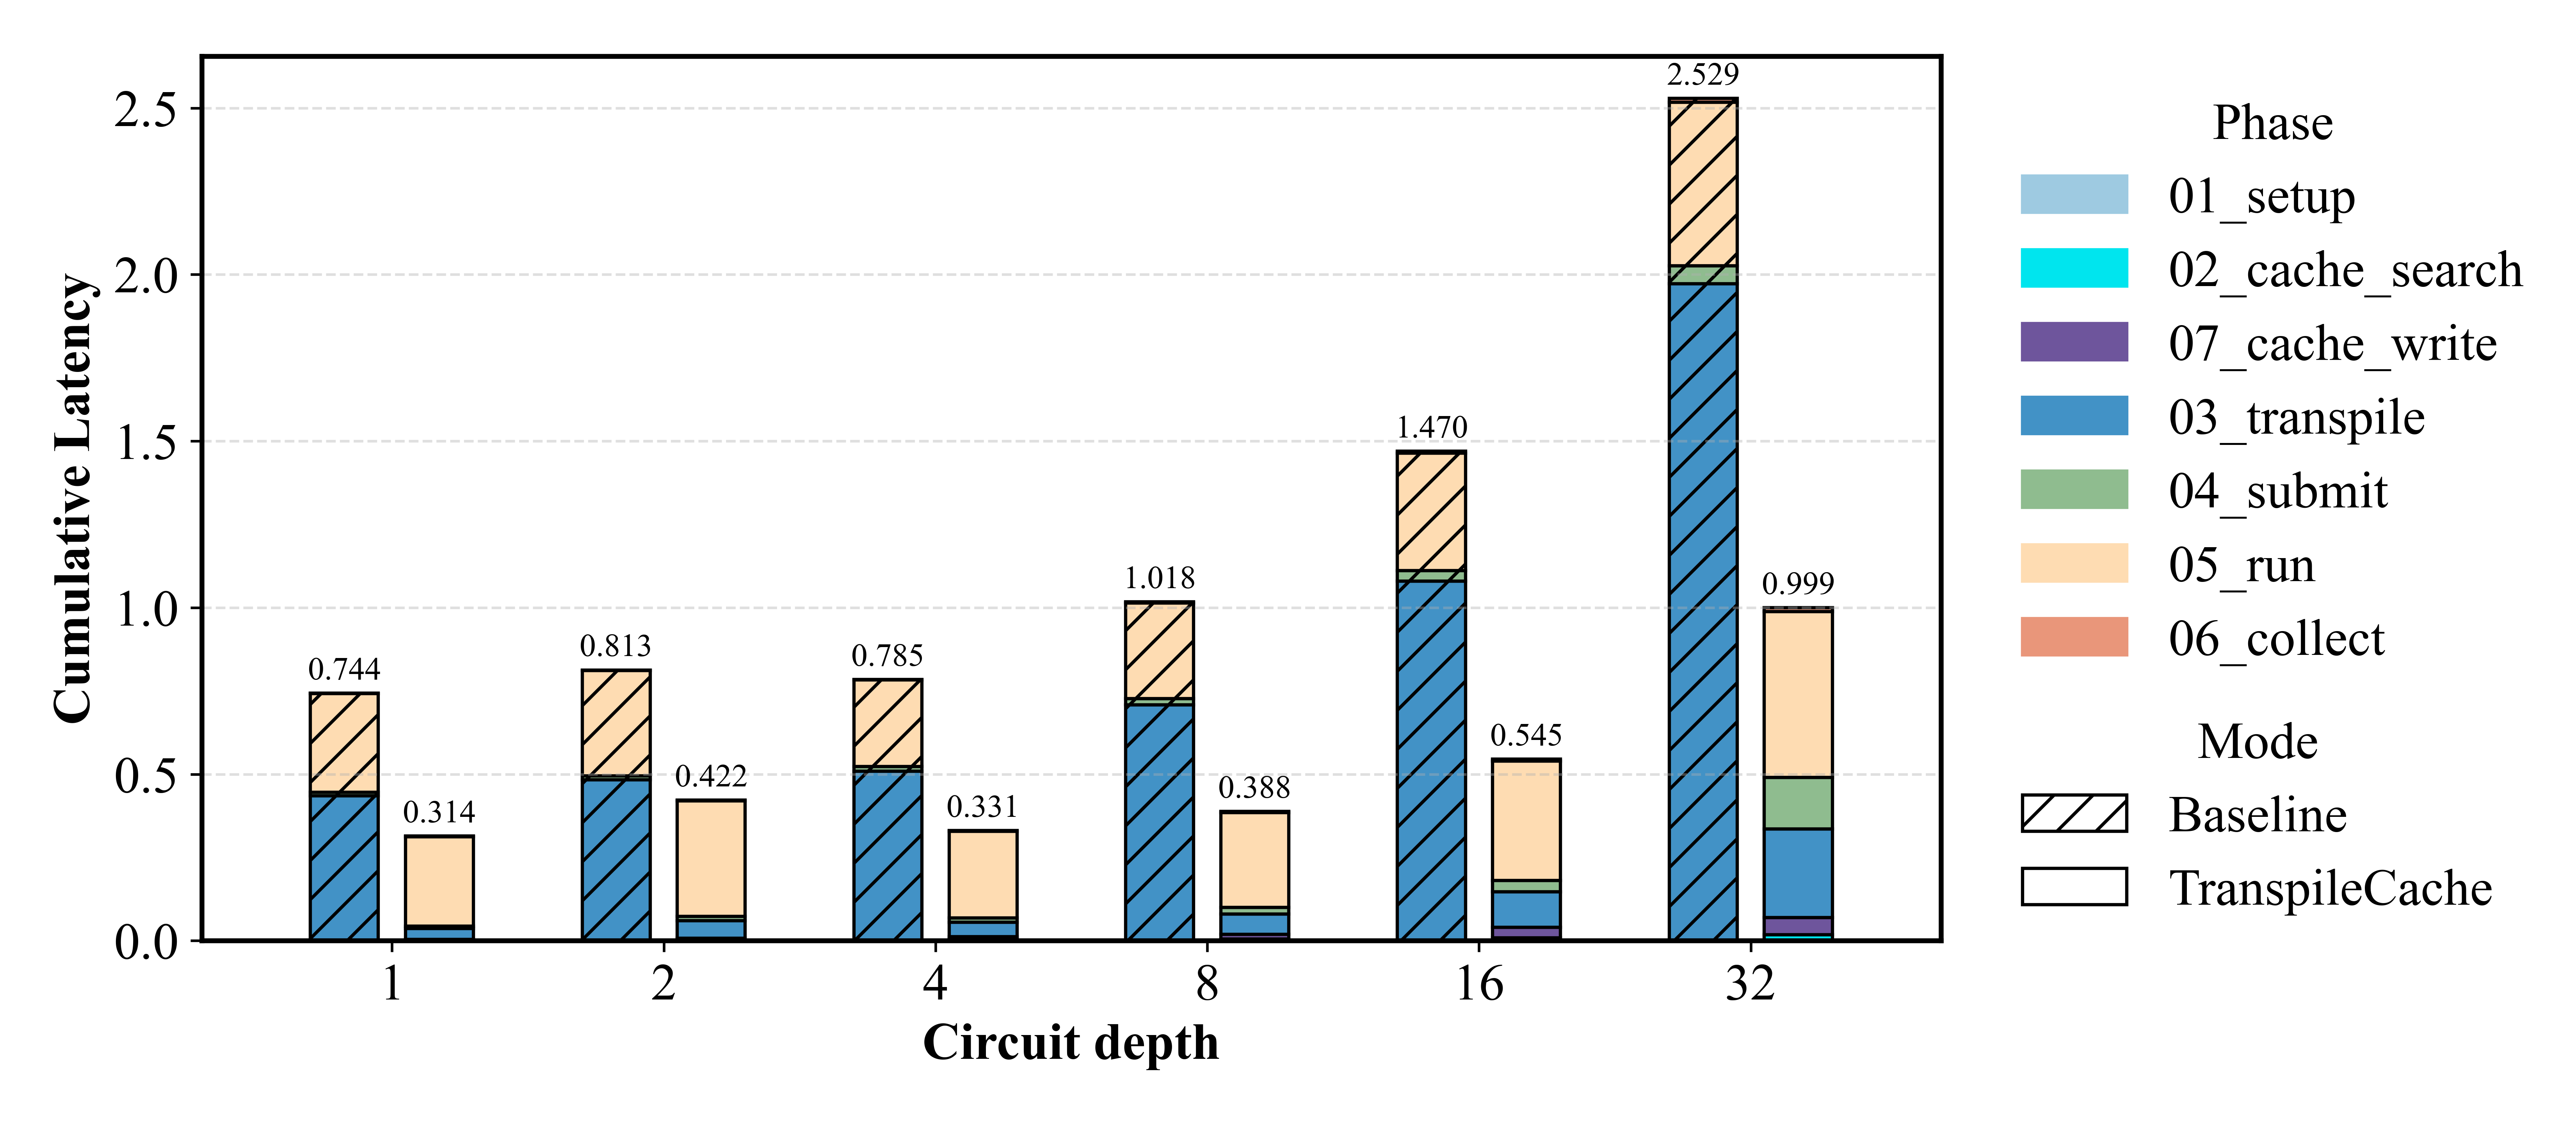 Cumulative Latency
2.5
2.0
1.5
1.0
0.5
0.0
0.744
0.314
0.813
0.422
0.785
0.331
1.018
0.388
1.470
0.545
2.529
0.999
1
2
4
8
16
32
Circuit depth
Phase
01_setup
02_cache_search
07_cache_write
03_transpile
04_submit
05_run
06_collect
Mode
Baseline
TranspileCache